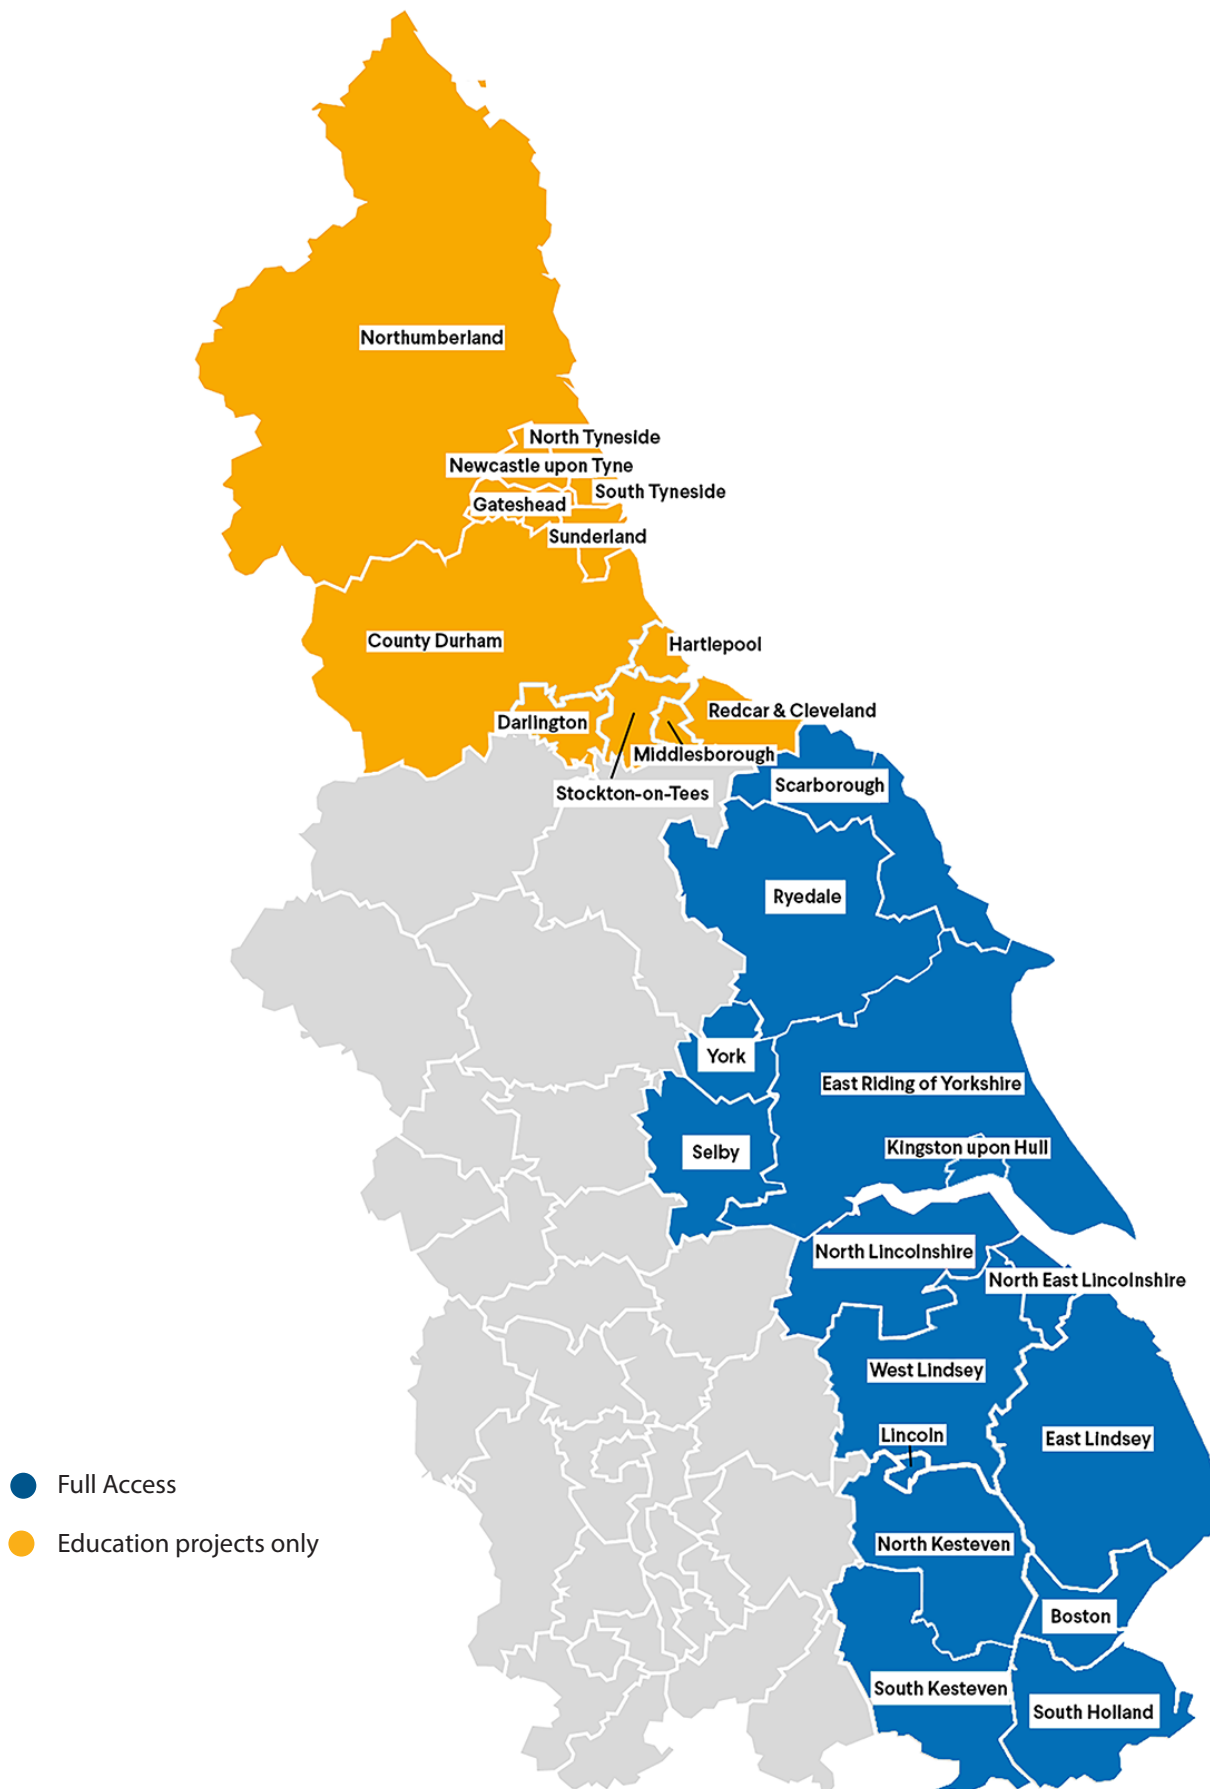 Northumberland
North Tyneside
Newcastle upon Tyne
South Tyneside
Gateshead
Sunderland
County Durham
Hartlepool
Redcar & Cleveland
Darlington
Middlesborough
Stockton-on-Tees
Scarborough
Ryedale
York
East Riding of Yorkshire
Kingston upon Hull
Selby
North Lincolnshire
North East Lincolnshire
West Lindsey
Lincoln
East Lindsey
Full Access
Education projects only
North Kesteven
Boston
South Kesteven
South Holland